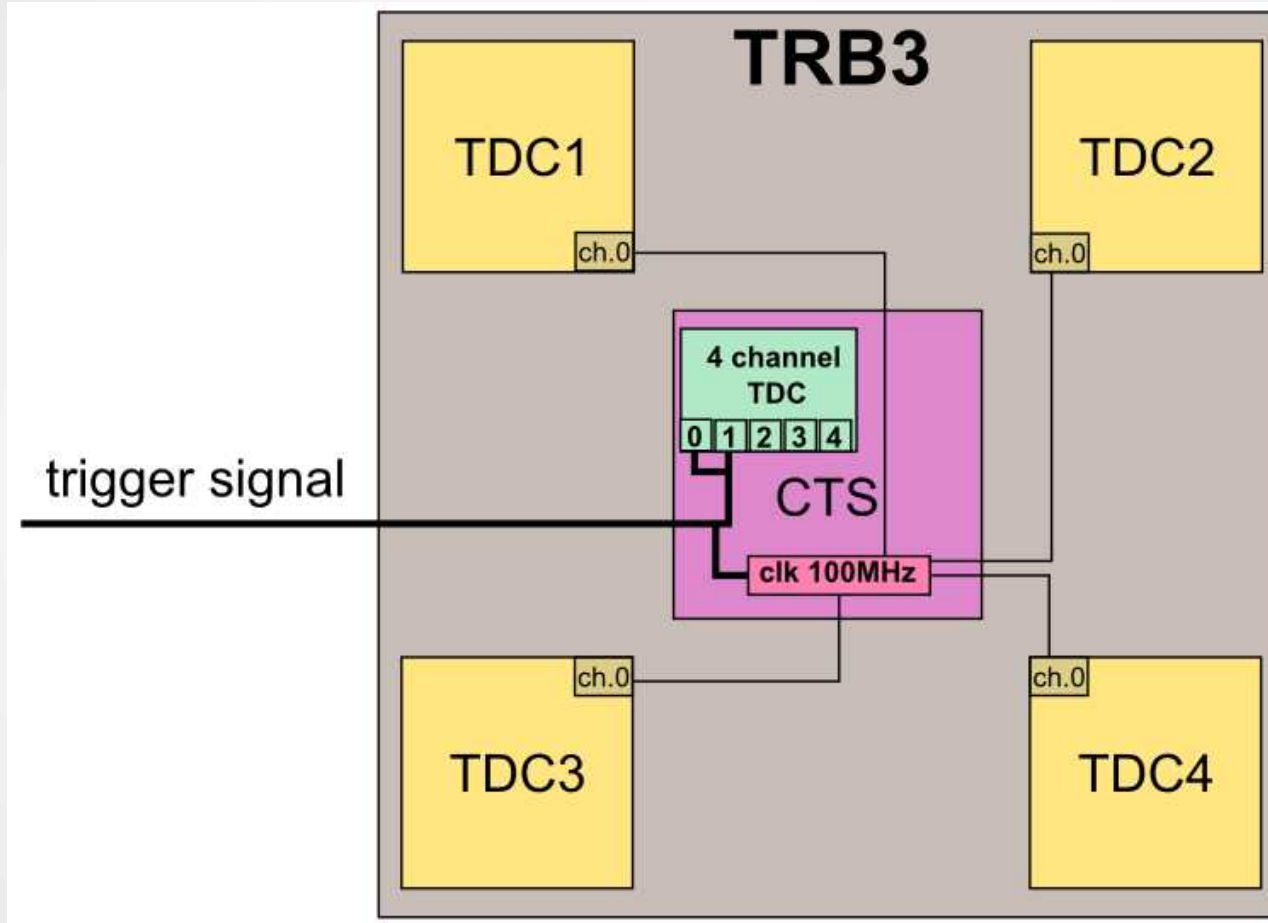 TRB3
TDC1
TDC2
ch.0
ch.0
4 channel
TDC
0 1 2 3 4
trigger signal
CTS
clk 100MHz
ch.0
ch.0
TDC3
TDC4